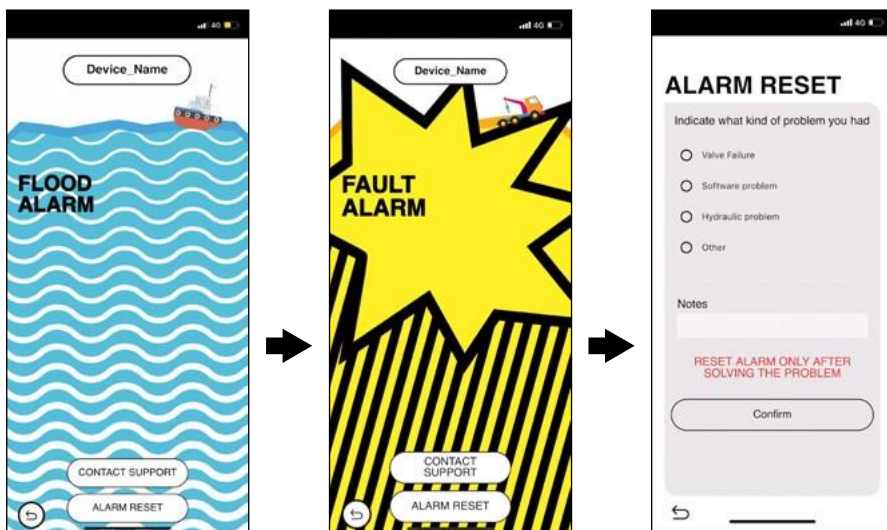 4G
Device_Name
FLOOD
ALARM
CONTACT SUPPORT
ALARM RESET
4G
Device_Name
FAULT
ALARM
CONTACT
SUPPORT
ALARM RESET
4G
ALARM RESET
Indicate what kind of problem you had
Valve Failure
Software problem
Hydraulic problem
Other
Notes
RESET ALARM ONLY AFTER
SOLVING THE PROBLEM
Confirm